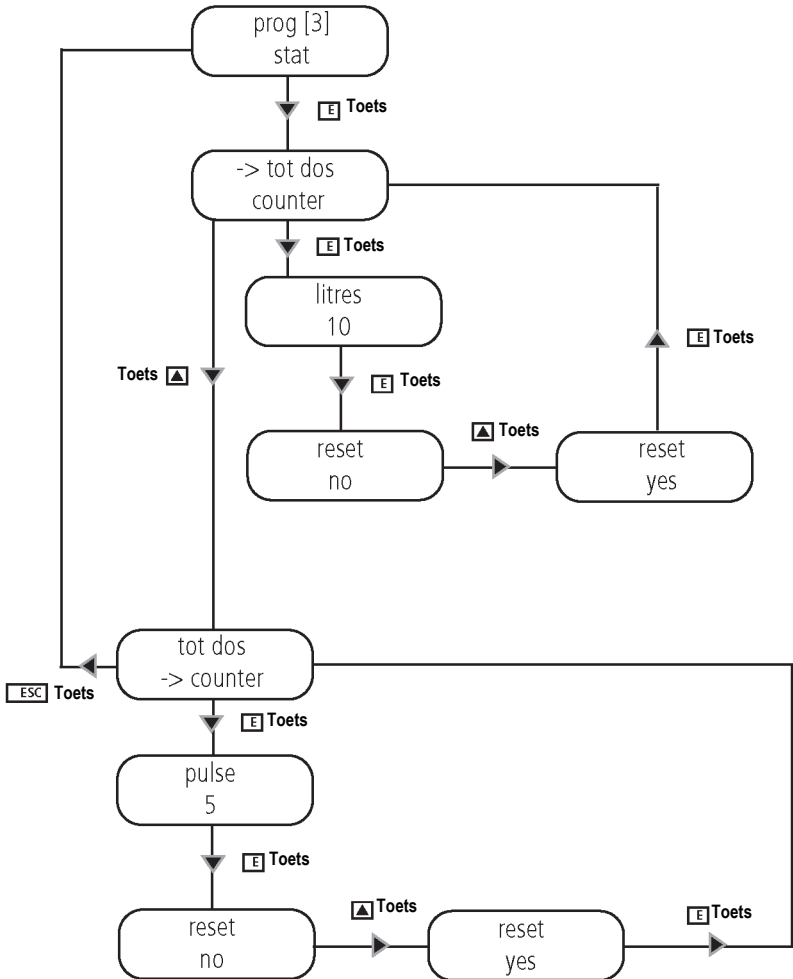 prog [3]
stat
E Toets
-> tot dos
counter
E Toets
litres
10
Toets ▲
E Toets
E Toets
▲ Toets
reset
no
reset
yes
tot dos
-> counter
ESC Toets
E Toets
pulse
5
E Toets
▲ Toets
E Toets
reset
no
reset
yes